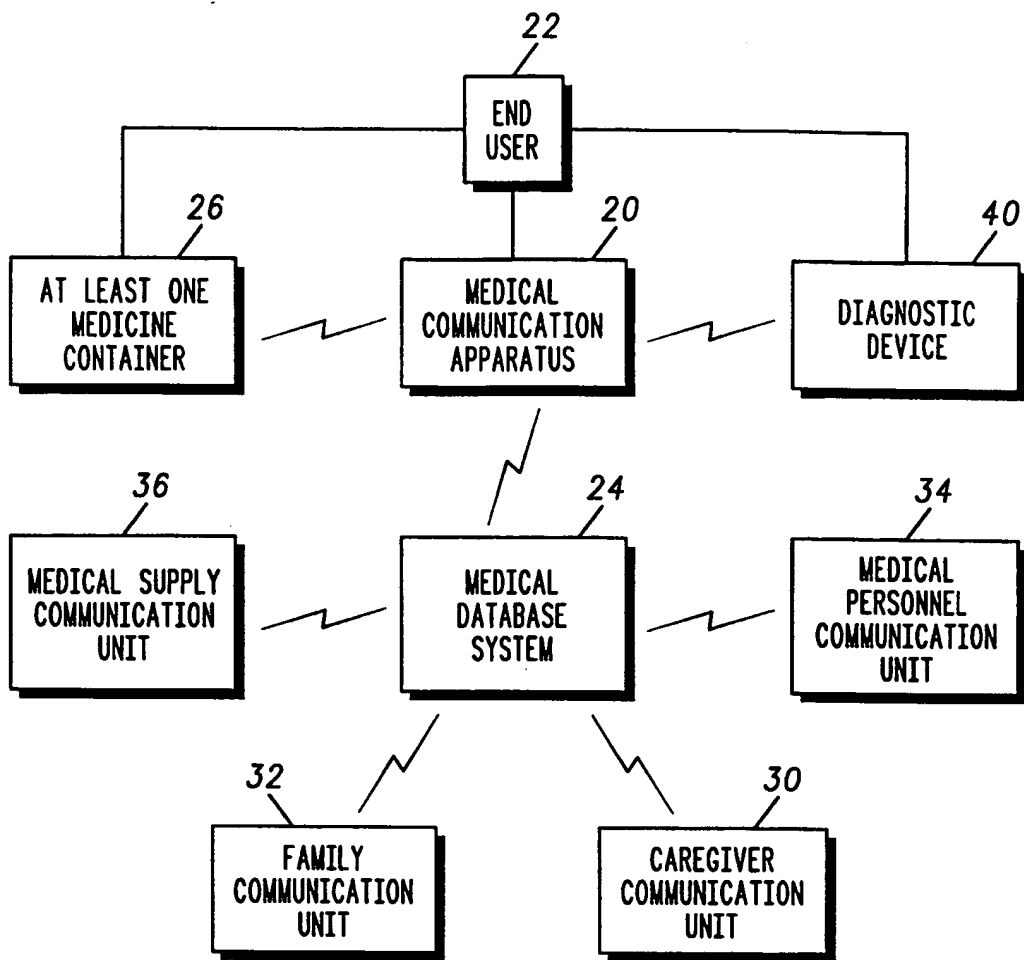 22
END
USER
26
20
40
AT LEAST ONE
MEDICINE
CONTAINER
MEDICAL
COMMUNICATION
APPARATUS
DIAGNOSTIC
DEVICE
36
24
34
MEDICAL SUPPLY
COMMUNICATION
UNIT
MEDICAL
DATABASE
SYSTEM
MEDICAL
PERSONNEL
COMMUNICATION
UNIT
32
30
FAMILY
COMMUNICATION
UNIT
CAREGIVER
COMMUNICATION
UNIT